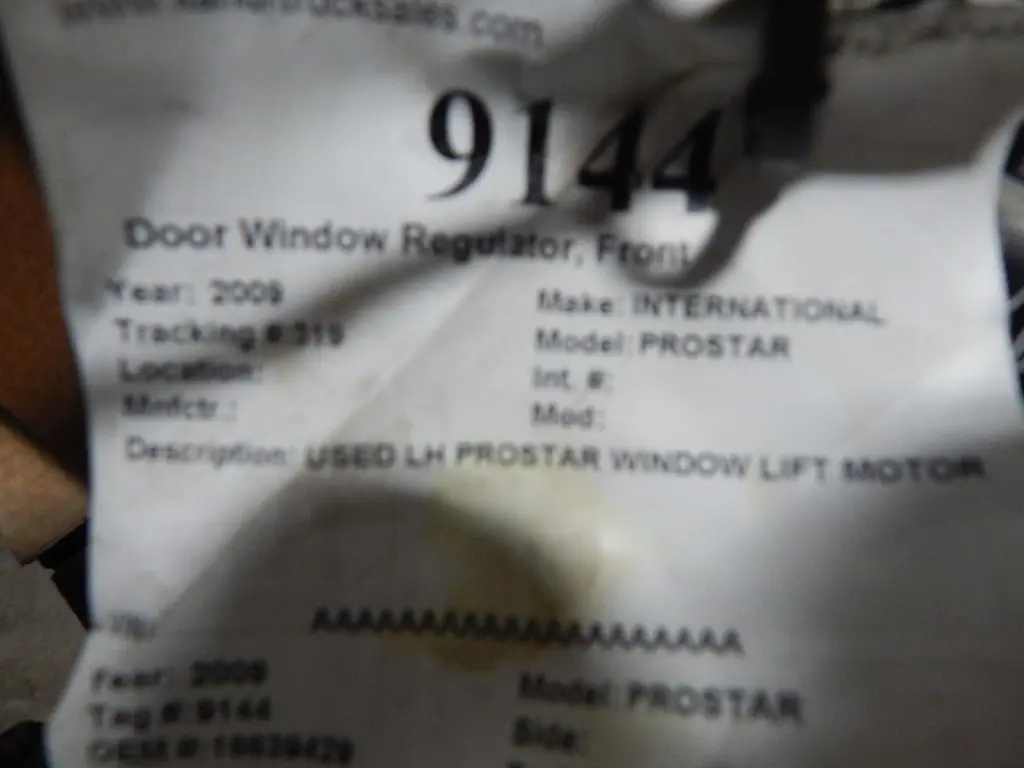 9144
Door Window Regulator, Front
Year: 2009
Make: INTERNATIONAL
Tracking #:319
Model: PROSTAR
Location:
Int. #:
Mnfctr.:
Mod:
Description: USED LH PROSTAR WINDOW LIFT MOTOR
AAAAAAAAAAAAAAAAAAAA
Year: 2009
Model: PROSTAR
Tag #: 9144
Side:
OEM #: